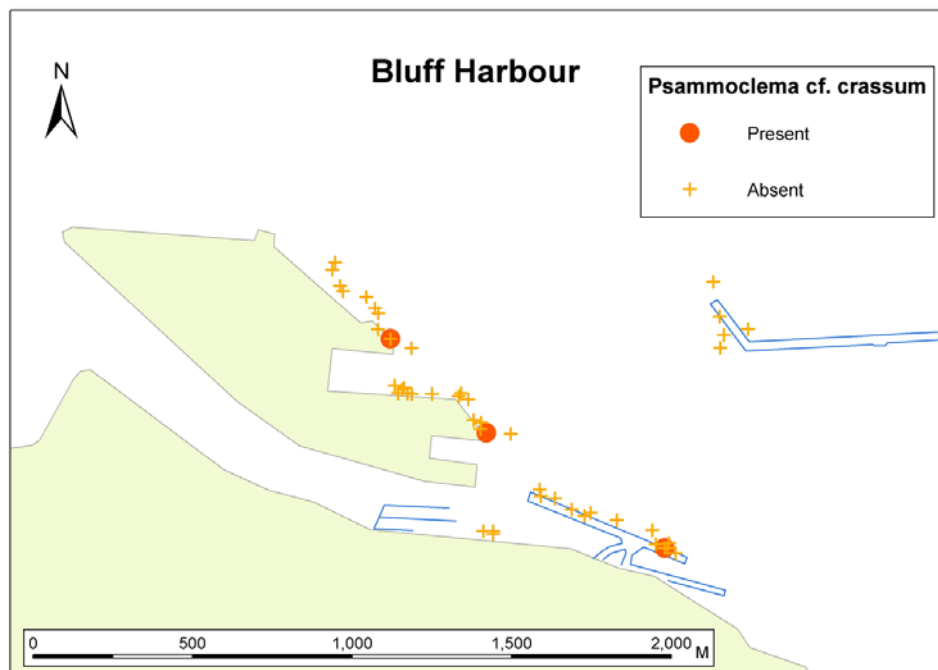 Bluff Harbour
N
Psammoclema cf. crassum
Present
Absent
0 500 1,000 1,500 2,000 M